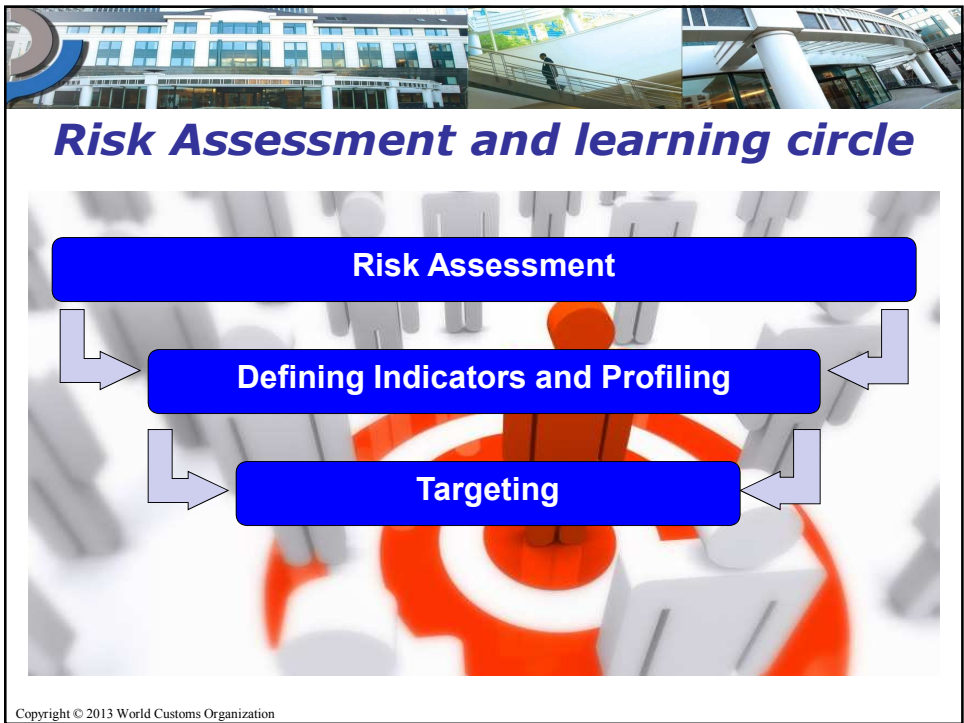 Risk Assessment and learning circle
Risk Assessment
Defining Indicators and Profiling
Targeting
Copyright © 2013 World Customs Organization